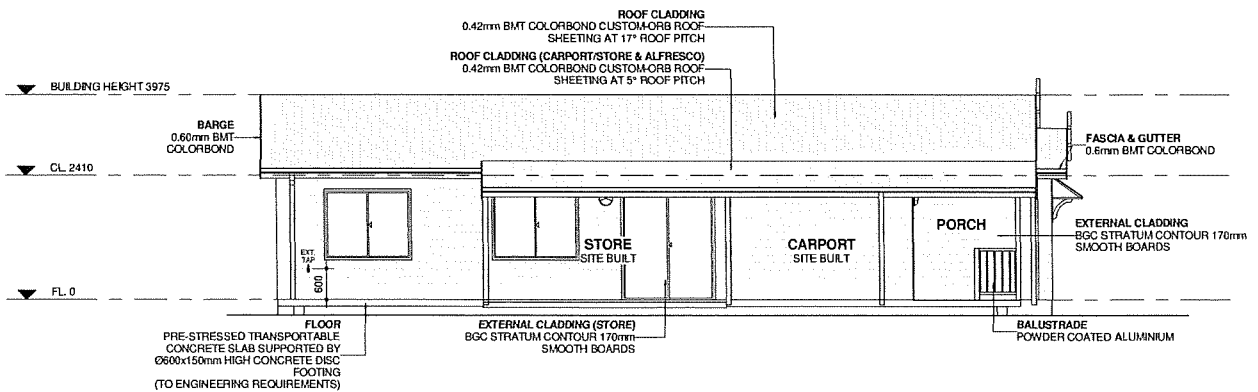 ROOF CLADDING
0.42mm BMT COLORBOND CUSTOM-ORB ROOF
SHEETING AT 17° ROOF PITCH
ROOF CLADDING (CARPORT/STORE & ALFRESCO)
0.42mm BMT COLORBOND CUSTOM-ORB ROOF
SHEETING AT 5° ROOF PITCH
BUILDING HEIGHT 3975
BARGE
0.60mm BMT
COLORBOND
FASCIA & GUTTER
0.6mm BMT COLORBOND
CL. 2410
EXTERNAL CLADDING
BGC STRATUM CONTOUR 170mm
SMOOTH BOARDS
PORCH
STORE
SITE BUILT
CARPORT
SITE BUILT
EXT.
TAP
600
FL. 0
FLOOR
PRE-STRESSED TRANSPORTABLE
CONCRETE SLAB SUPPORTED BY
Ø600x150mm HIGH CONCRETE DISC
FOOTING
(TO ENGINEERING REQUIREMENTS)
EXTERNAL CLADDING (STORE)
BGC STRATUM CONTOUR 170mm
SMOOTH BOARDS
BALUSTRADE
POWDER COATED ALUMINIUM